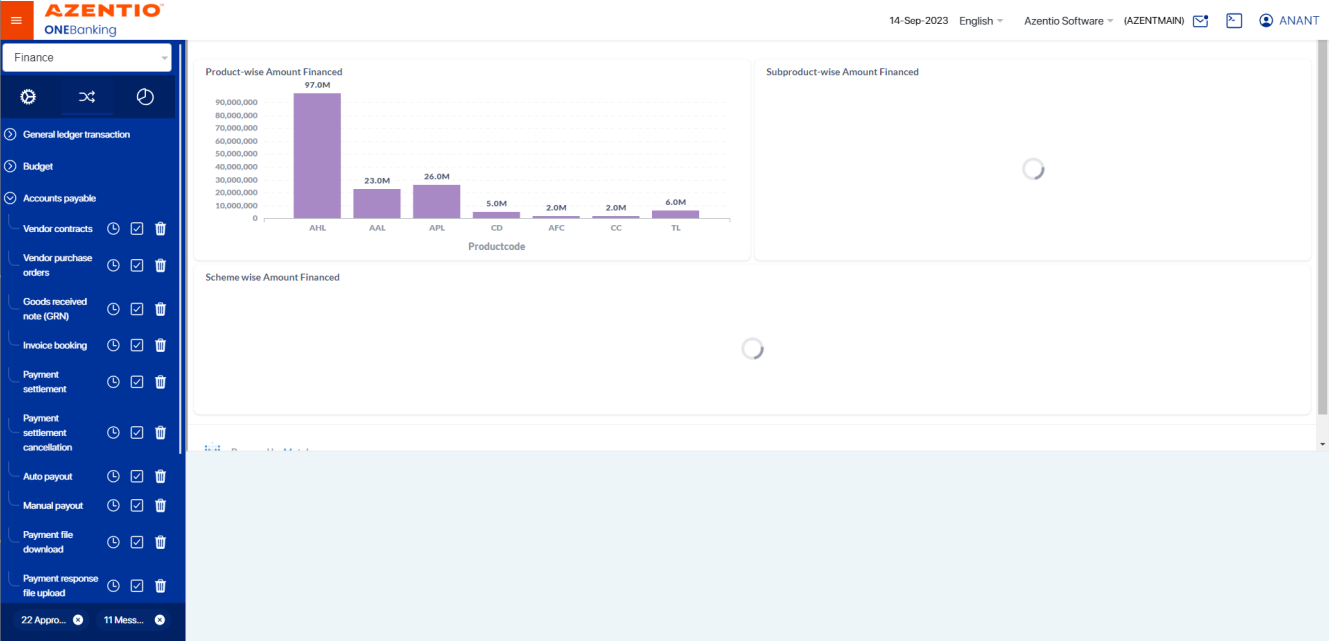 AZENTIO
ONEBanking
14-Sep-2023 English Azentio Software (AZENTMAIN) ANANT
Finance
General ledger transaction
Budget
Accounts payable
Vendor contracts
Vendor purchase
orders
Goods received
note (GRN)
Invoice booking
Payment
settlement
Payment
settlement
cancellation
Auto payout
Manual payout
Payment file
download
Payment response
file upload
22 Appro...
11 Mess...
Product-wise Amount Financed
97.0M
90,000,000
80,000,000
70,000,000
60,000,000
50,000,000
40,000,000
30,000,000
20,000,000
10,000,000
0
23.0M
26.0M
5.0M
2.0M
2.0M
6.0M
AHL AAL APL CD AFC CC TL
Productcode
Subproduct-wise Amount Financed
Scheme wise Amount Financed